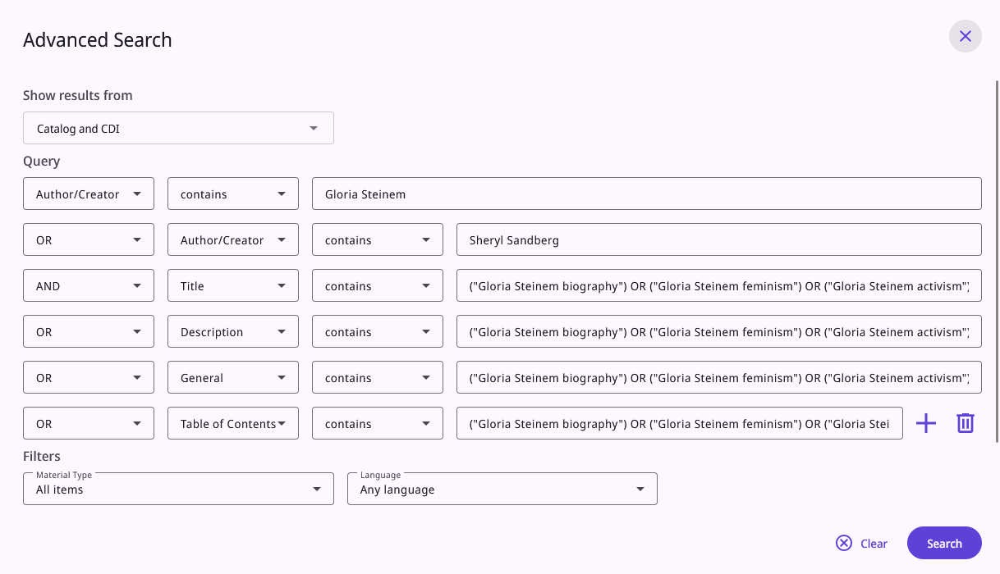 Advanced Search
Show results from
Catalog and CDI
Query
Author/Creator contains Gloria Steinem
OR Author/Creator contains Sheryl Sandberg
AND Title contains ("Gloria Steinem biography") OR ("Gloria Steinem feminism") OR ("Gloria Steinem activism")
OR Description contains ("Gloria Steinem biography") OR ("Gloria Steinem feminism") OR ("Gloria Steinem activism")
OR General contains ("Gloria Steinem biography") OR ("Gloria Steinem feminism") OR ("Gloria Steinem activism")
OR Table of Contents contains ("Gloria Steinem biography") OR ("Gloria Steinem feminism") OR ("Gloria Stei
Filters
Material Type Language
All items Any language
Clear Search